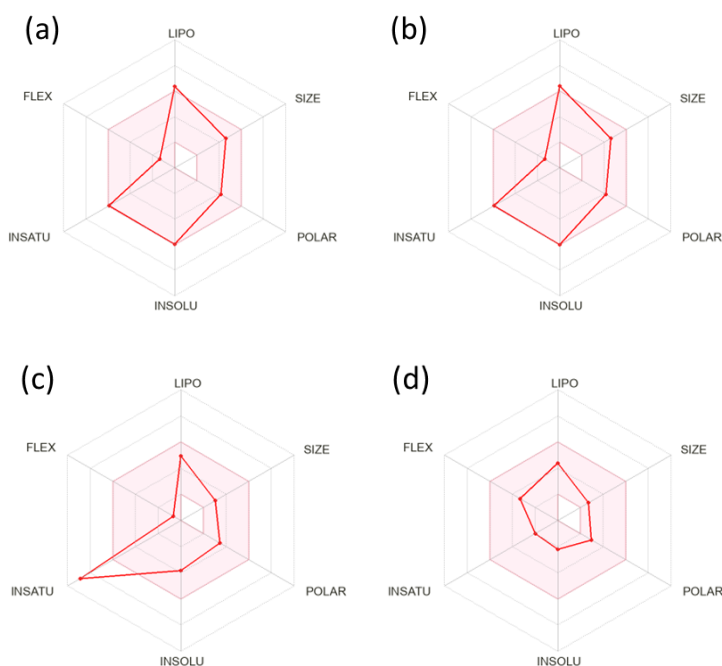 (a)
LIPO
FLEX
SIZE
INSATU
POLAR
INSOLU
(b)
LIPO
FLEX
SIZE
INSATU
POLAR
INSOLU
(c)
LIPO
FLEX
SIZE
INSATU
POLAR
INSOLU
(d)
LIPO
FLEX
SIZE
INSATU
POLAR
INSOLU